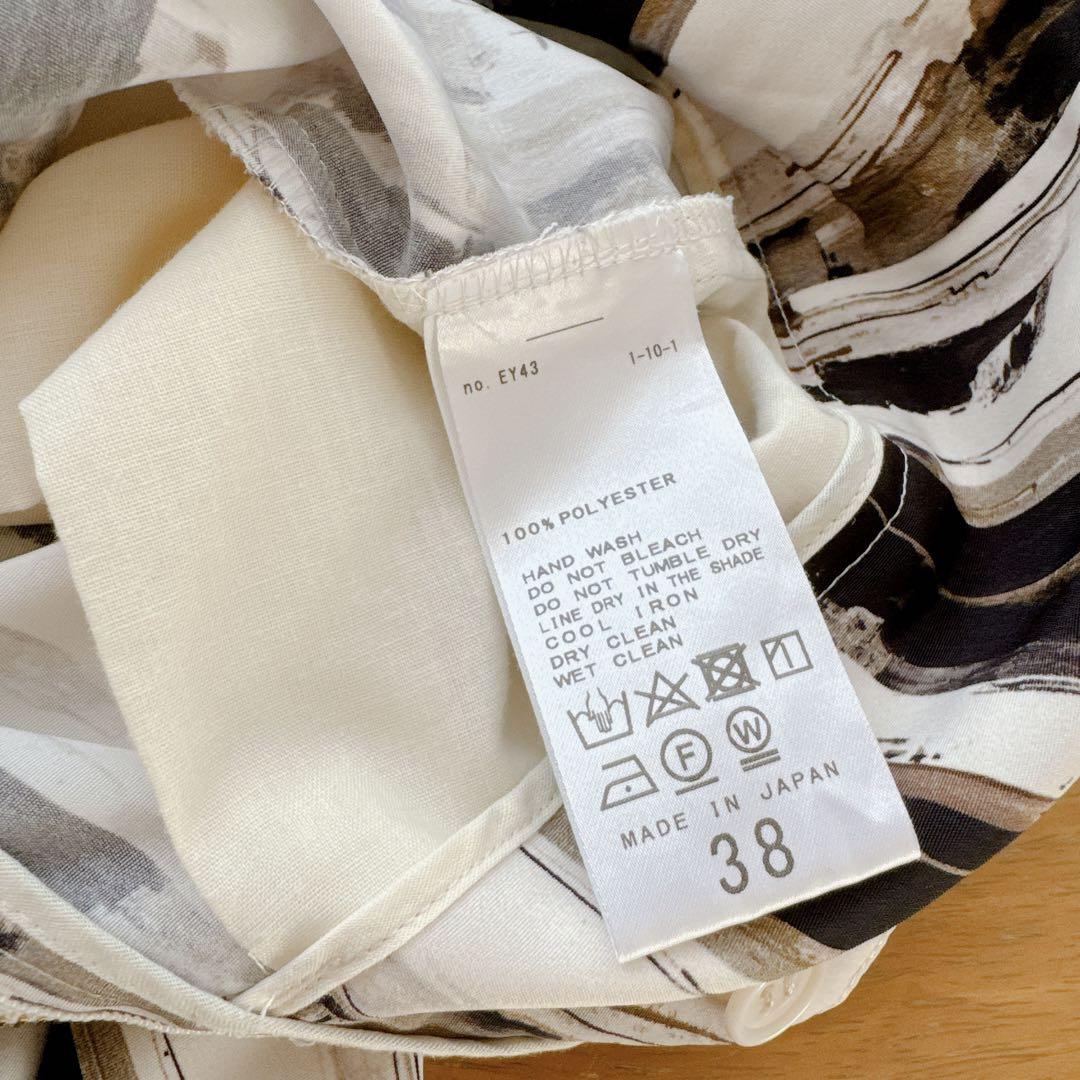 no. EY43 1-10-1
100% POLYESTER
HAND WASH
DO NOT BLEACH
DO NOT TUMBLE DRY
LINE DRY IN THE SHADE
COOL IRON
DRY CLEAN
WET CLEAN
F W
MADE IN JAPAN
38